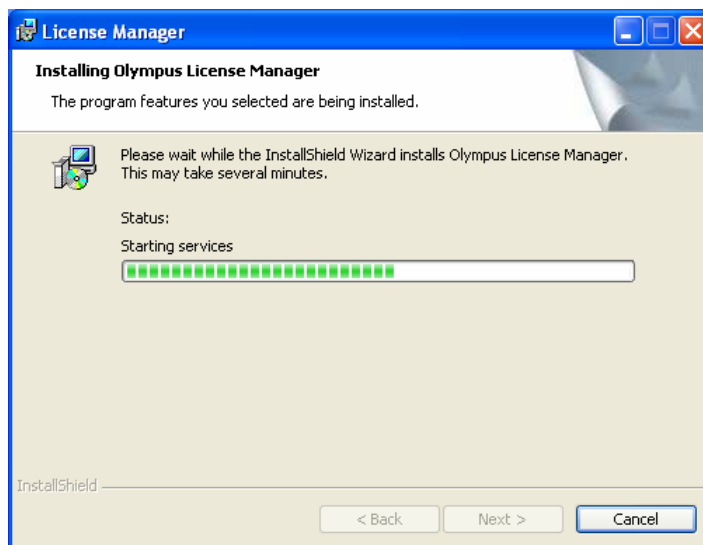 License Manager
Installing Olympus License Manager
The program features you selected are being installed.
Please wait while the InstallShield Wizard installs Olympus License Manager.
This may take several minutes.
Status:
Starting services
InstallShield
< Back
Next >
Cancel